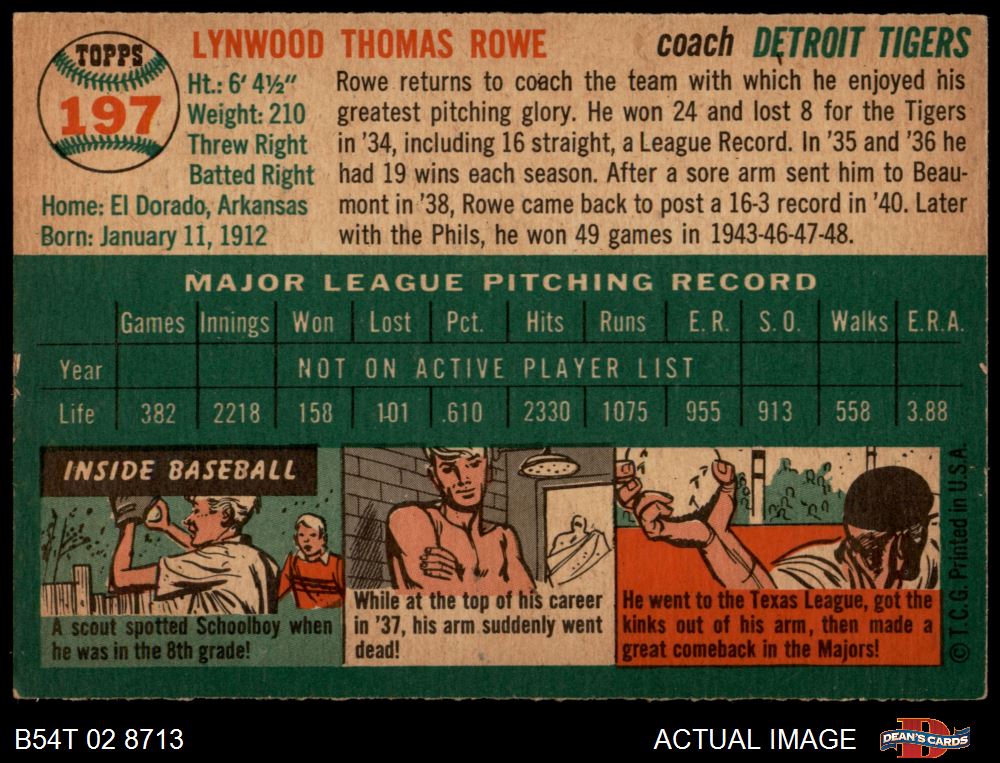 TOPPS
197
LYNWOOD THOMAS ROWE
coach DETROIT TIGERS
Ht.: 6' 4½"
Weight: 210
Threw Right
Batted Right
Home: El Dorado, Arkansas
Born: January 11, 1912
Rowe returns to coach the team with which he enjoyed his
greatest pitching glory. He won 24 and lost 8 for the Tigers
in '34, including 16 straight, a League Record. In '35 and '36 he
had 19 wins each season. After a sore arm sent him to Beau-
mont in '38, Rowe came back to post a 16-3 record in '40. Later
with the Phils, he won 49 games in 1943-46-47-48.
MAJOR LEAGUE PITCHING RECORD
Games Innings Won Lost Pct. Hits Runs E.R. S.O. Walks E.R.A.
Year NOT ON ACTIVE PLAYER LIST
Life 382 2218 158 101 .610 2330 1075 955 913 558 3.88
INSIDE BASEBALL
A scout spotted Schoolboy when
he was in the 8th grade!
While at the top of his career
in '37, his arm suddenly went
dead!
He went to the Texas League, got the
kinks out of his arm, then made a
great comeback in the Majors!
© T.C.G. Printed in U.S.A.
B54T 02 8713
ACTUAL IMAGE
D
DEAN'S CARDS